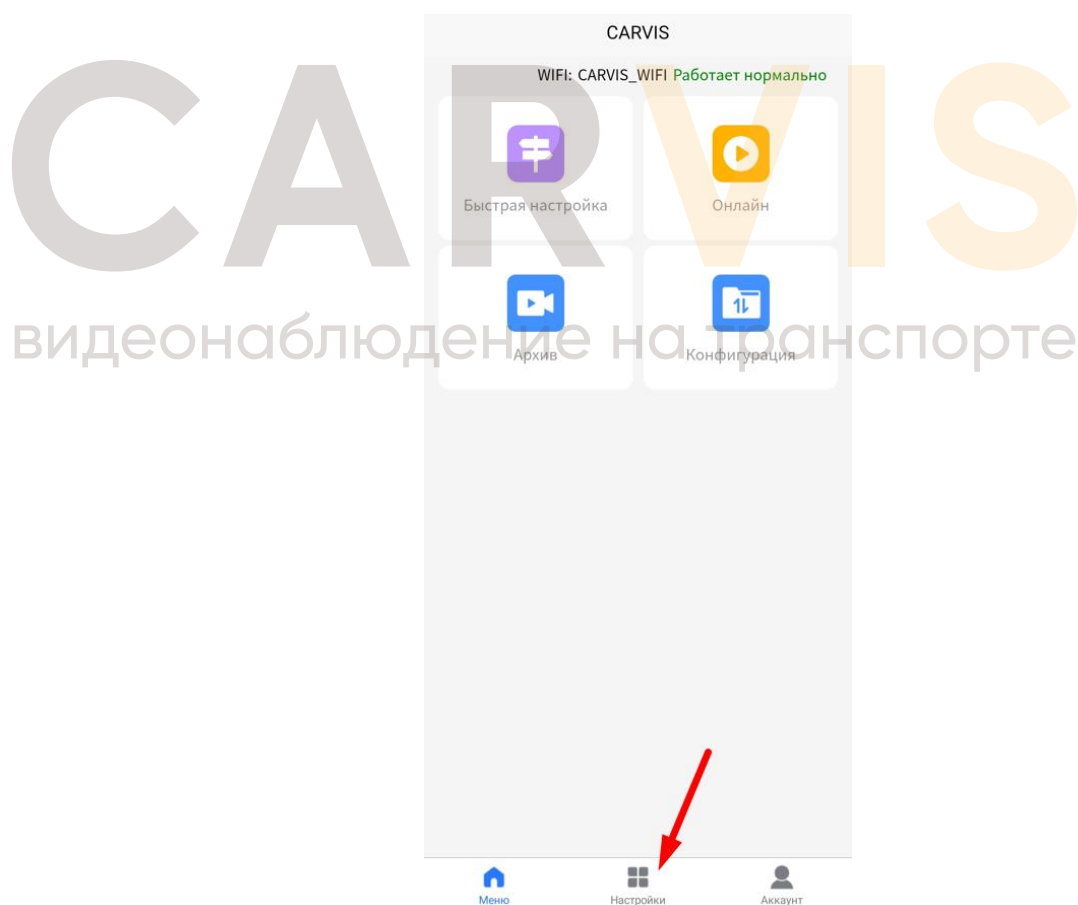 CARVIS
WIFI: CARVIS_WIFI Работает нормально
CARVIS
Быстрая настройка
Онлайн
видеонаблюдение на транспорте
Архив
Конфигурация
Меню
Настройки
Аккаунт